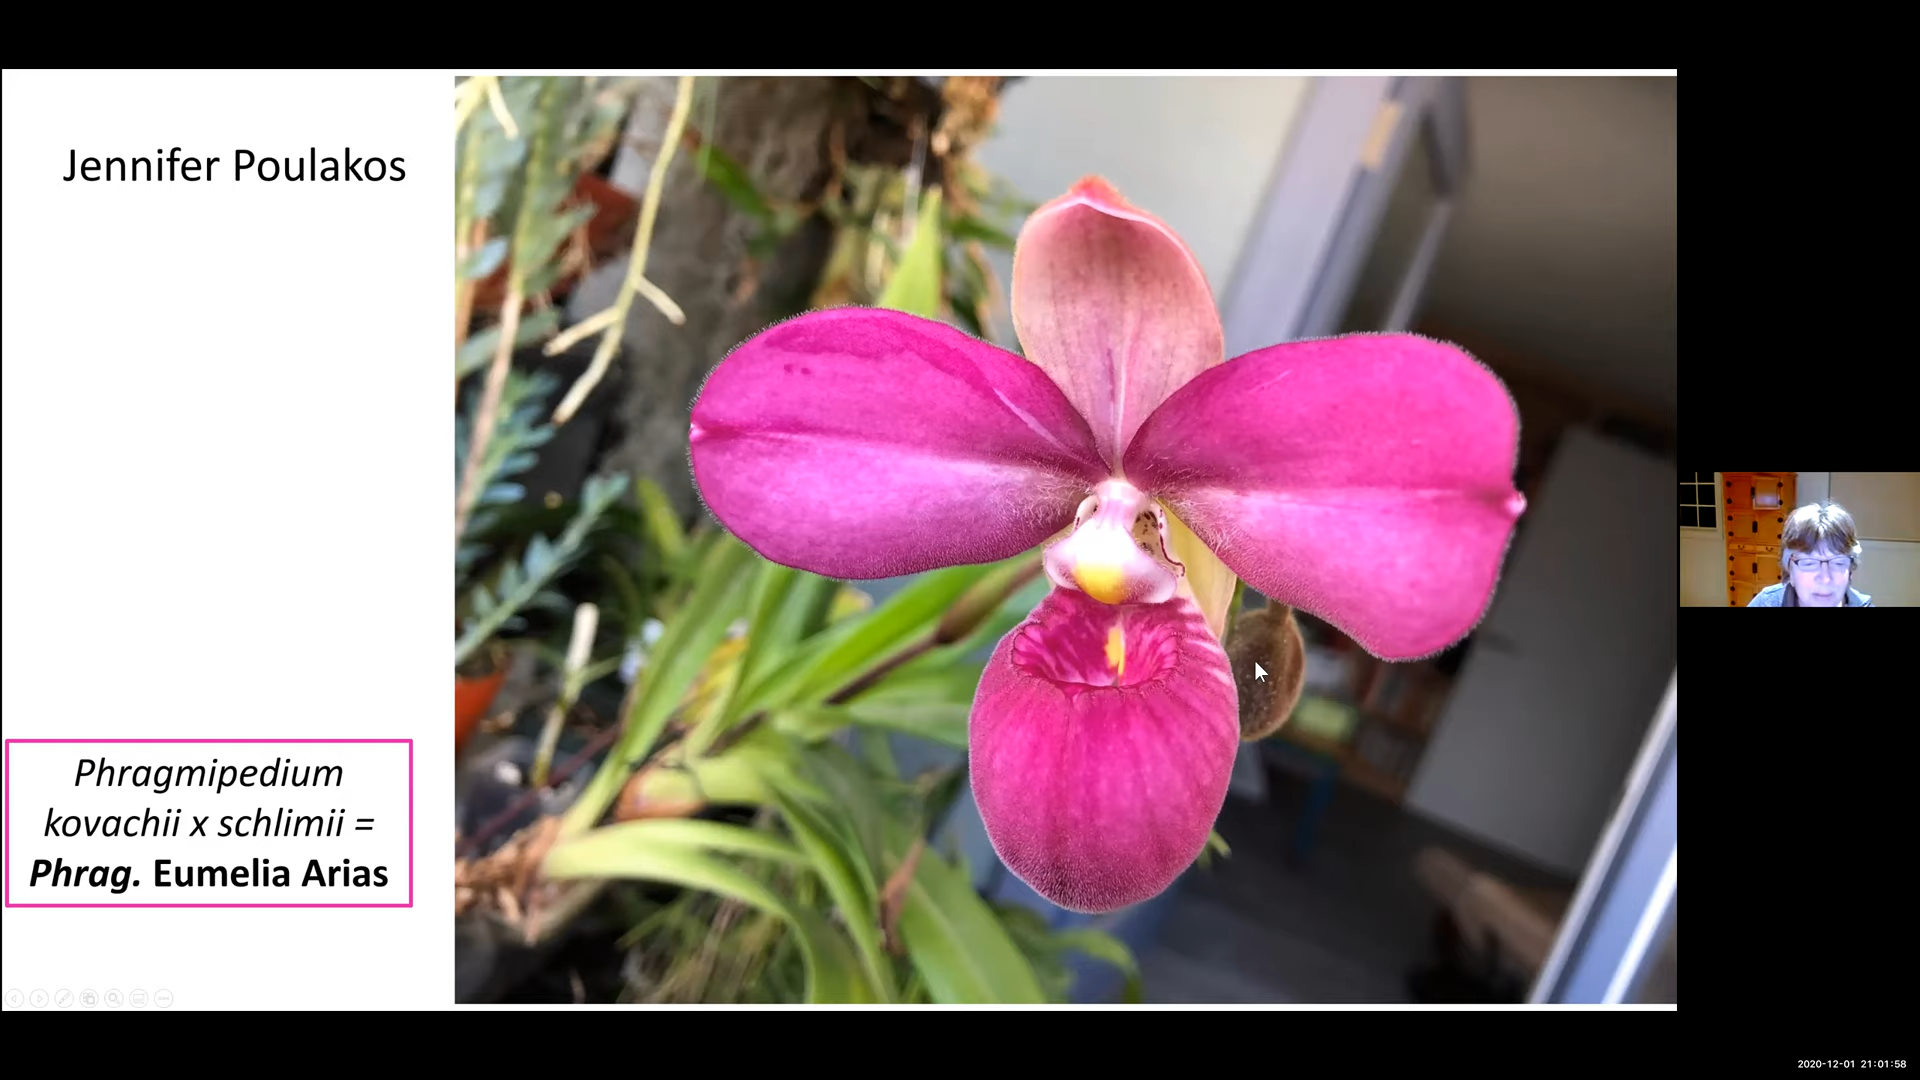 Jennifer Poulakos
Phragmipedium
kovachii x schlimii =
Phrag. Eumelia Arias
2020-12-01 21:01:58